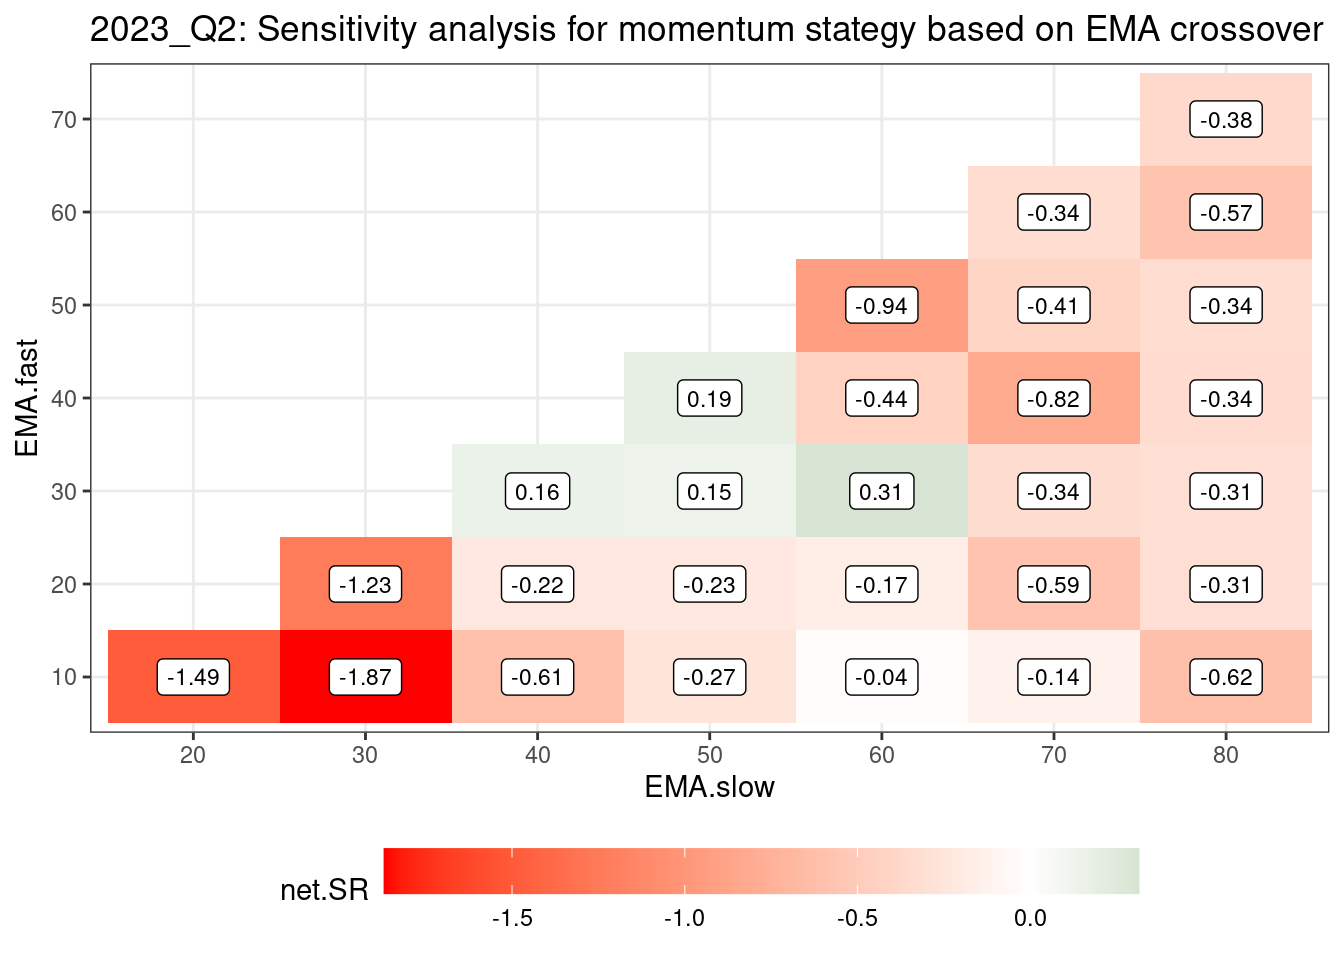 2023_Q2: Sensitivity analysis for momentum stategy based on EMA crossover
EMA.fast
70
-0.38
60
-0.34 -0.57
50
-0.94 -0.41 -0.34
40
0.19 -0.44 -0.82 -0.34
30
0.16 0.15 0.31 -0.34 -0.31
20
-1.23 -0.22 -0.23 -0.17 -0.59 -0.31
10
-1.49 -1.87 -0.61 -0.27 -0.04 -0.14 -0.62
20 30 40 50 60 70 80
EMA.slow
net.SR
-1.5 -1.0 -0.5 0.0